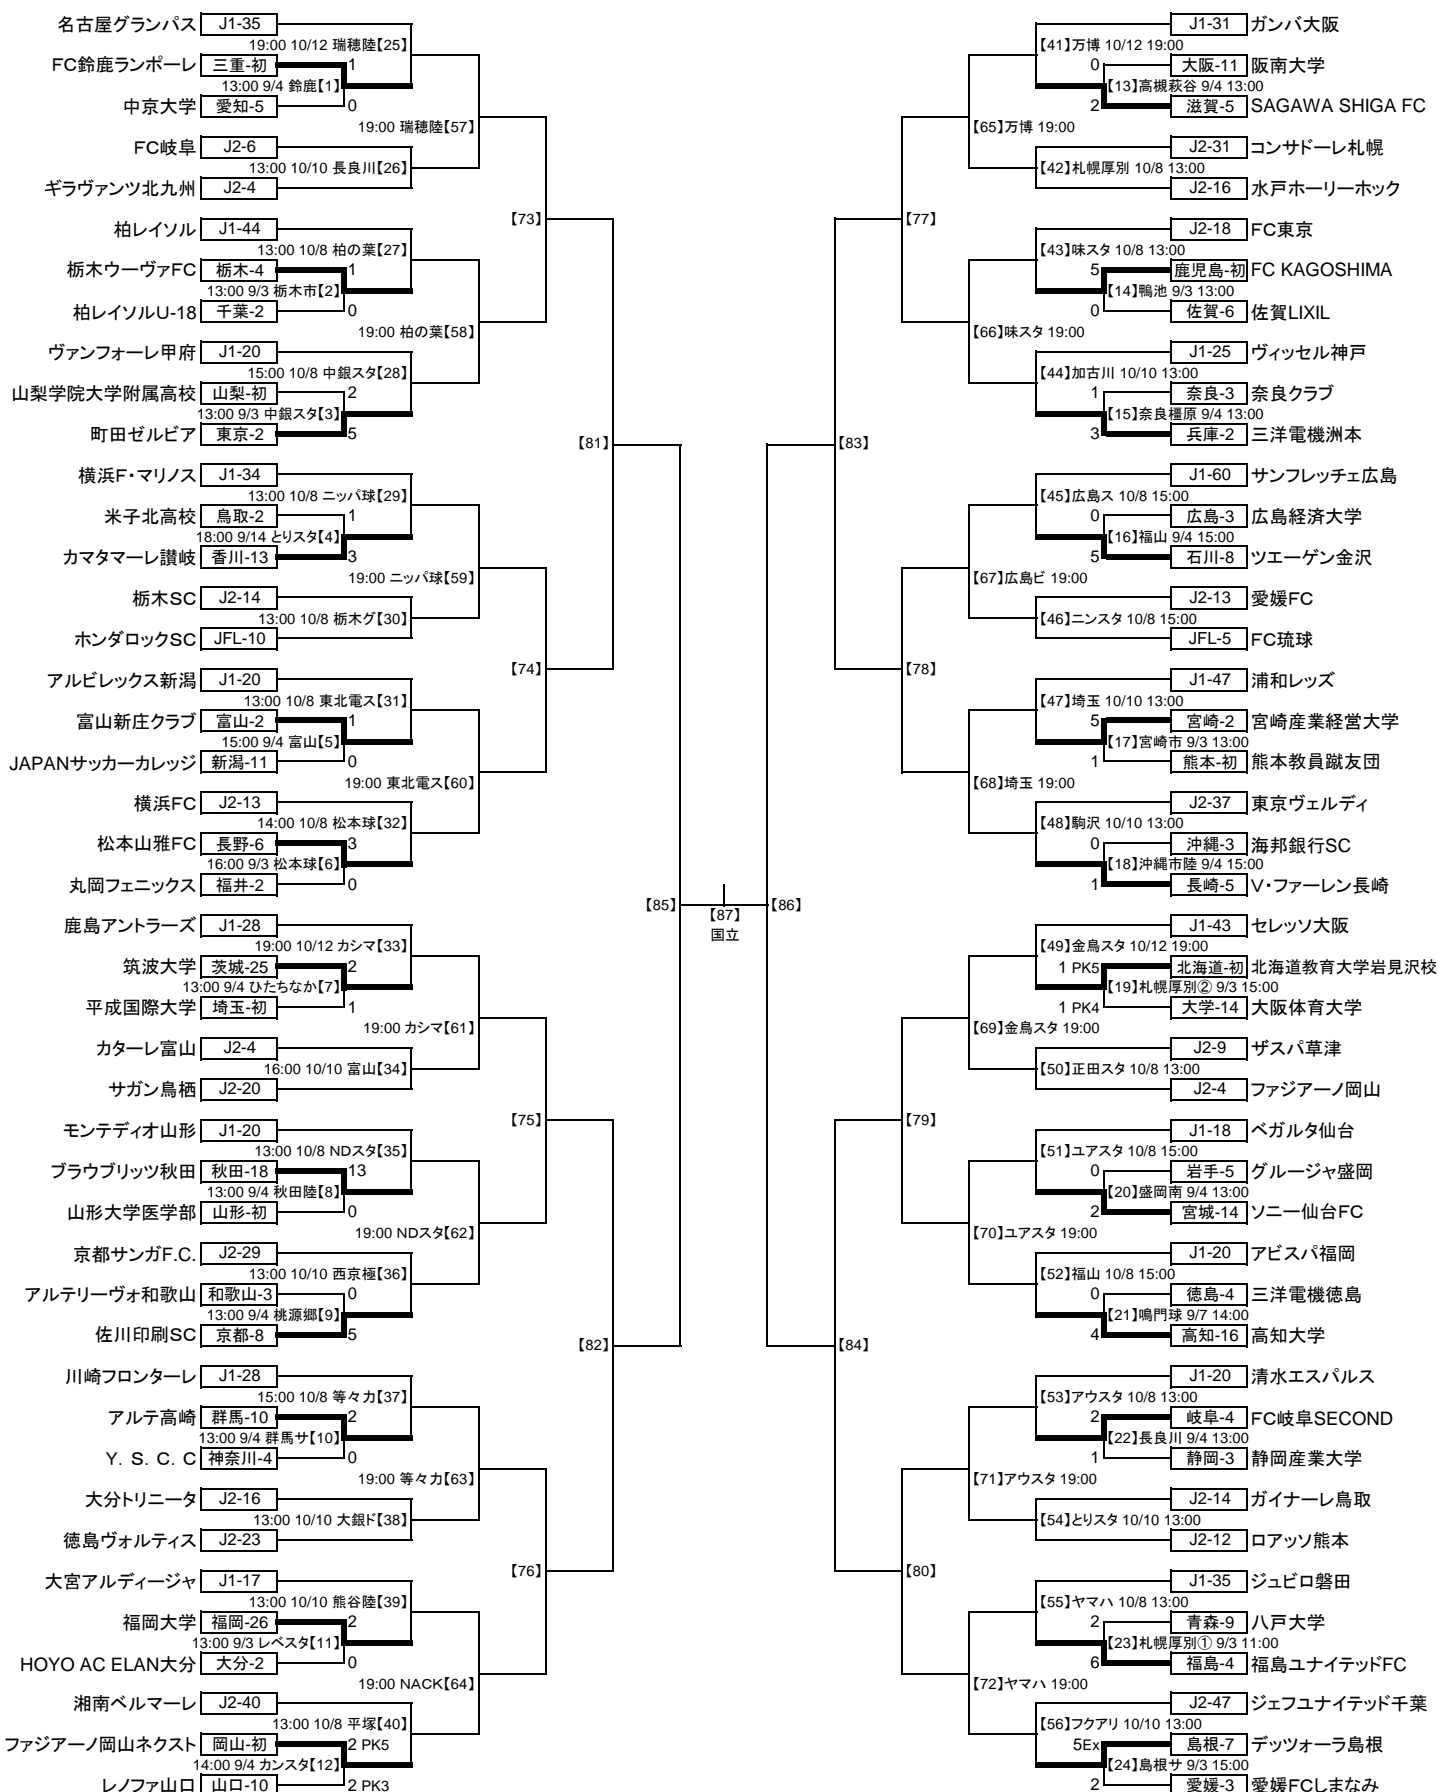 名古屋グランパス J1-35
19:00 10/12 瑞穂陸【25】
FC鈴鹿ランポーレ 三重-初 1
13:00 9/4 鈴鹿【1】
中京大学 愛知-5 0
19:00 瑞穂陸【57】
FC岐阜 J2-6
13:00 10/10 長良川【26】
ギラヴァンツ北九州 J2-4
【73】
柏レイソル J1-44
13:00 10/8 柏の葉【27】
栃木ウーヴァFC 栃木-4 1
13:00 9/3 栃木市【2】
柏レイソルU-18 千葉-2 0
19:00 柏の葉【58】
ヴァンフォーレ甲府 J1-20
15:00 10/8 中銀スタ【28】
山梨学院大学附属高校 山梨-初 2
13:00 9/3 中銀スタ【3】
町田ゼルビア 東京-2 5
【81】
横浜F・マリノス J1-34
13:00 10/8 ニッパ球【29】
米子北高校 鳥取-2 1
18:00 9/14 とりスタ【4】
カマタマーレ讃岐 香川-13 3
19:00 ニッパ球【59】
栃木SC J2-14
13:00 10/8 栃木グ【30】
ホンダロックSC JFL-10
【74】
アルビレックス新潟 J1-20
13:00 10/8 東北電ス【31】
富山新庄クラブ 富山-2 1
15:00 9/4 富山【5】
JAPANサッカーカレッジ 新潟-11 0
19:00 東北電ス【60】
横浜FC J2-13
14:00 10/8 松本球【32】
松本山雅FC 長野-6 3
16:00 9/3 松本球【6】
丸岡フェニックス 福井-2 0
【85】
鹿島アントラーズ J1-28
19:00 10/12 カシマ【33】
筑波大学 茨城-25 2
13:00 9/4 ひたちなか【7】
平成国際大学 埼玉-初 1
19:00 カシマ【61】
カターレ富山 J2-4
16:00 10/10 富山【34】
サガン鳥栖 J2-20
【75】
モンテディオ山形 J1-20
13:00 10/8 NDスタ【35】
ブラウブリッツ秋田 秋田-18 13
13:00 9/4 秋田陸【8】
山形大学医学部 山形-初 0
19:00 NDスタ【62】
京都サンガF.C. J2-29
13:00 10/10 西京極【36】
アルテリーヴォ和歌山 和歌山-3 0
13:00 9/4 桃源郷【9】
佐川印刷SC 京都-8 5
【82】
川崎フロンターレ J1-28
15:00 10/8 等々力【37】
アルテ高崎 群馬-10 2
13:00 9/4 群馬サ【10】
Y. S. C. C 神奈川-4 0
19:00 等々力【63】
大分トリニータ J2-16
13:00 10/10 大銀ド【38】
徳島ヴォルティス J2-23
【76】
大宮アルディージャ J1-17
13:00 10/10 熊谷陸【39】
福岡大学 福岡-26 2
13:00 9/3 レベスタ【11】
HOYO AC ELAN大分 大分-2 0
19:00 NACK【64】
湘南ベルマーレ J2-40
13:00 10/8 平塚【40】
ファジアーノ岡山ネクスト 岡山-初 2 PK5
14:00 9/4 カンスタ【12】
レノファ山口 山口-10 2 PK3
【87】
国立
J1-31 ガンバ大阪
【41】万博 10/12 19:00
0 大阪-11 阪南大学
【13】高槻萩谷 9/4 13:00
2 滋賀-5 SAGAWA SHIGA FC
【65】万博 19:00
J2-31 コンサドーレ札幌
【42】札幌厚別 10/8 13:00
J2-16 水戸ホーリーホック
【77】
J2-18 FC東京
【43】味スタ 10/8 13:00
5 鹿児島-初 FC KAGOSHIMA
【14】鴨池 9/3 13:00
0 佐賀-6 佐賀LIXIL
【66】味スタ 19:00
J1-25 ヴィッセル神戸
【44】加古川 10/10 13:00
1 奈良-3 奈良クラブ
【15】奈良橿原 9/4 13:00
3 兵庫-2 三洋電機洲本
【83】
J1-60 サンフレッチェ広島
【45】広島ス 10/8 15:00
0 広島-3 広島経済大学
【16】福山 9/4 15:00
5 石川-8 ツエーゲン金沢
【67】広島ビ 19:00
J2-13 愛媛FC
【46】ニンスタ 10/8 15:00
JFL-5 FC琉球
【78】
J1-47 浦和レッズ
【47】埼玉 10/10 13:00
5 宮崎-2 宮崎産業経営大学
【17】宮崎市 9/3 13:00
1 熊本-初 熊本教員蹴友団
【68】埼玉 19:00
J2-37 東京ヴェルディ
【48】駒沢 10/10 13:00
0 沖縄-3 海邦銀行SC
【18】沖縄市陸 9/4 15:00
1 長崎-5 V・ファーレン長崎
【86】
J1-43 セレッソ大阪
【49】金鳥スタ 10/12 19:00
1 PK5 北海道-初 北海道教育大学岩見沢校
【19】札幌厚別② 9/3 15:00
1 PK4 大学-14 大阪体育大学
【69】金鳥スタ 19:00
J2-9 ザスパ草津
【50】正田スタ 10/8 13:00
J2-4 ファジアーノ岡山
【79】
J1-18 ベガルタ仙台
【51】ユアスタ 10/8 15:00
0 岩手-5 グルージャ盛岡
【20】盛岡南 9/4 13:00
2 宮城-14 ソニー仙台FC
【70】ユアスタ 19:00
J1-20 アビスパ福岡
【52】福山 10/8 15:00
0 徳島-4 三洋電機徳島
【21】鳴門球 9/7 14:00
4 高知-16 高知大学
【84】
J1-20 清水エスパルス
【53】アウスタ 10/8 13:00
2 岐阜-4 FC岐阜SECOND
【22】長良川 9/4 13:00
1 静岡-3 静岡産業大学
【71】アウスタ 19:00
J2-14 ガイナーレ鳥取
【54】とりスタ 10/10 13:00
J2-12 ロアッソ熊本
【80】
J1-35 ジュビロ磐田
【55】ヤマハ 10/8 13:00
2 青森-9 八戸大学
【23】札幌厚別① 9/3 11:00
6 福島-4 福島ユナイテッドFC
【72】ヤマハ 19:00
J2-47 ジェフユナイテッド千葉
【56】フクアリ 10/10 13:00
5Ex 島根-7 デッツォーラ島根
【24】島根サ 9/3 15:00
2 愛媛-3 愛媛FCしまなみ